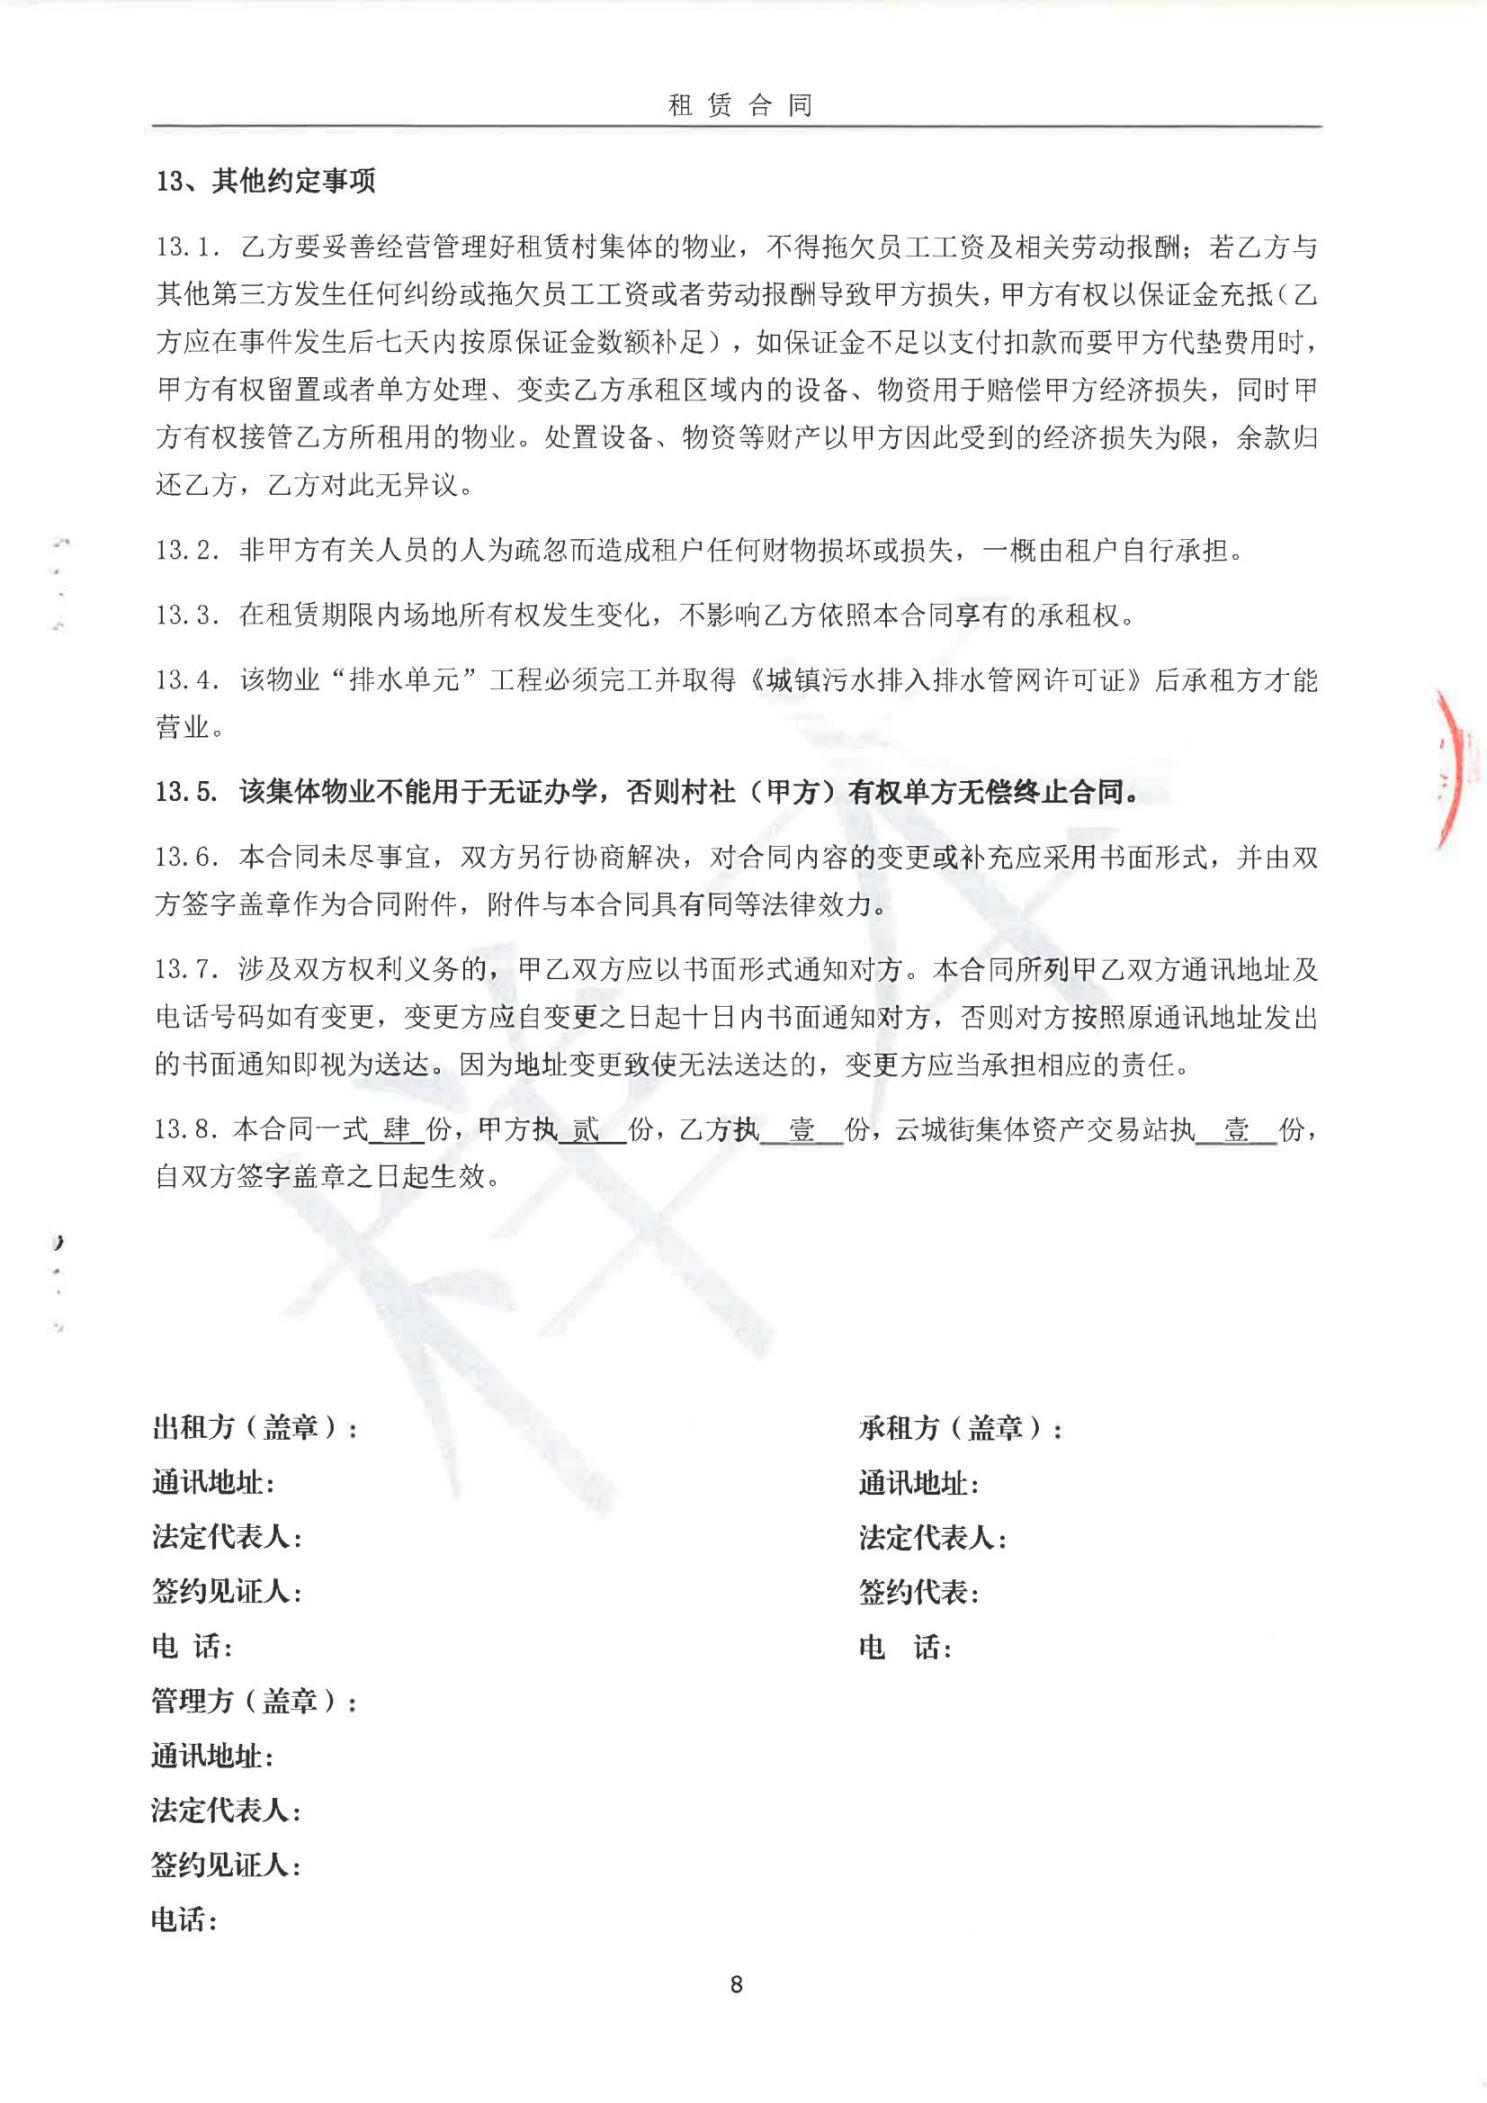 租赁合同
13、其他约定事项
13.1. 乙方要妥善经营管理好租赁村集体的物业，不得拖欠员工工资及相关劳动报酬；若乙方与
其他第三方发生任何纠纷或拖欠员工工资或者劳动报酬导致甲方损失，甲方有权以保证金充抵（乙
方应在事件发生后七天内按原保证金数额补足），如保证金不足以支付扣款而要甲方代垫费用时，
甲方有权留置或者单方处理、变卖乙方承租区域内的设备、物资用于赔偿甲方经济损失，同时甲
方有权接管乙方所租用的物业。处置设备、物资等财产以甲方因此受到的经济损失为限，余款归
还乙方，乙方对此无异议。
13.2. 非甲方有关人员的人为疏忽而造成租户任何财物损坏或损失，一概由租户自行承担。
13.3. 在租赁期限内场地所有权发生变化，不影响乙方依照本合同享有的承租权。
13.4. 该物业“排水单元”工程必须完工并取得《城镇污水排入排水管网许可证》后承租方才能
营业。
13.5. 该集体物业不能用于无证办学，否则村社（甲方）有权单方无偿终止合同。
13.6. 本合同未尽事宜，双方另行协商解决，对合同内容的变更或补充应采用书面形式，并由双
方签字盖章作为合同附件，附件与本合同具有同等法律效力。
13.7. 涉及双方权利义务的，甲乙双方应以书面形式通知对方。本合同所列甲乙双方通讯地址及
电话号码如有变更，变更方应自变更之日起十日内书面通知对方，否则对方按照原通讯地址发出
的书面通知即视为送达。因为地址变更致使无法送达的，变更方应当承担相应的责任。
13.8. 本合同一式 肆 份，甲方执 贰 份，乙方执 壹 份，云城街集体资产交易站执 壹 份，
自双方签字盖章之日起生效。
样本
出租方（盖章）： 承租方（盖章）：
通讯地址： 通讯地址：
法定代表人： 法定代表人：
签约见证人： 签约代表：
电 话： 电 话：
管理方（盖章）：
通讯地址：
法定代表人：
签约见证人：
电话：
8